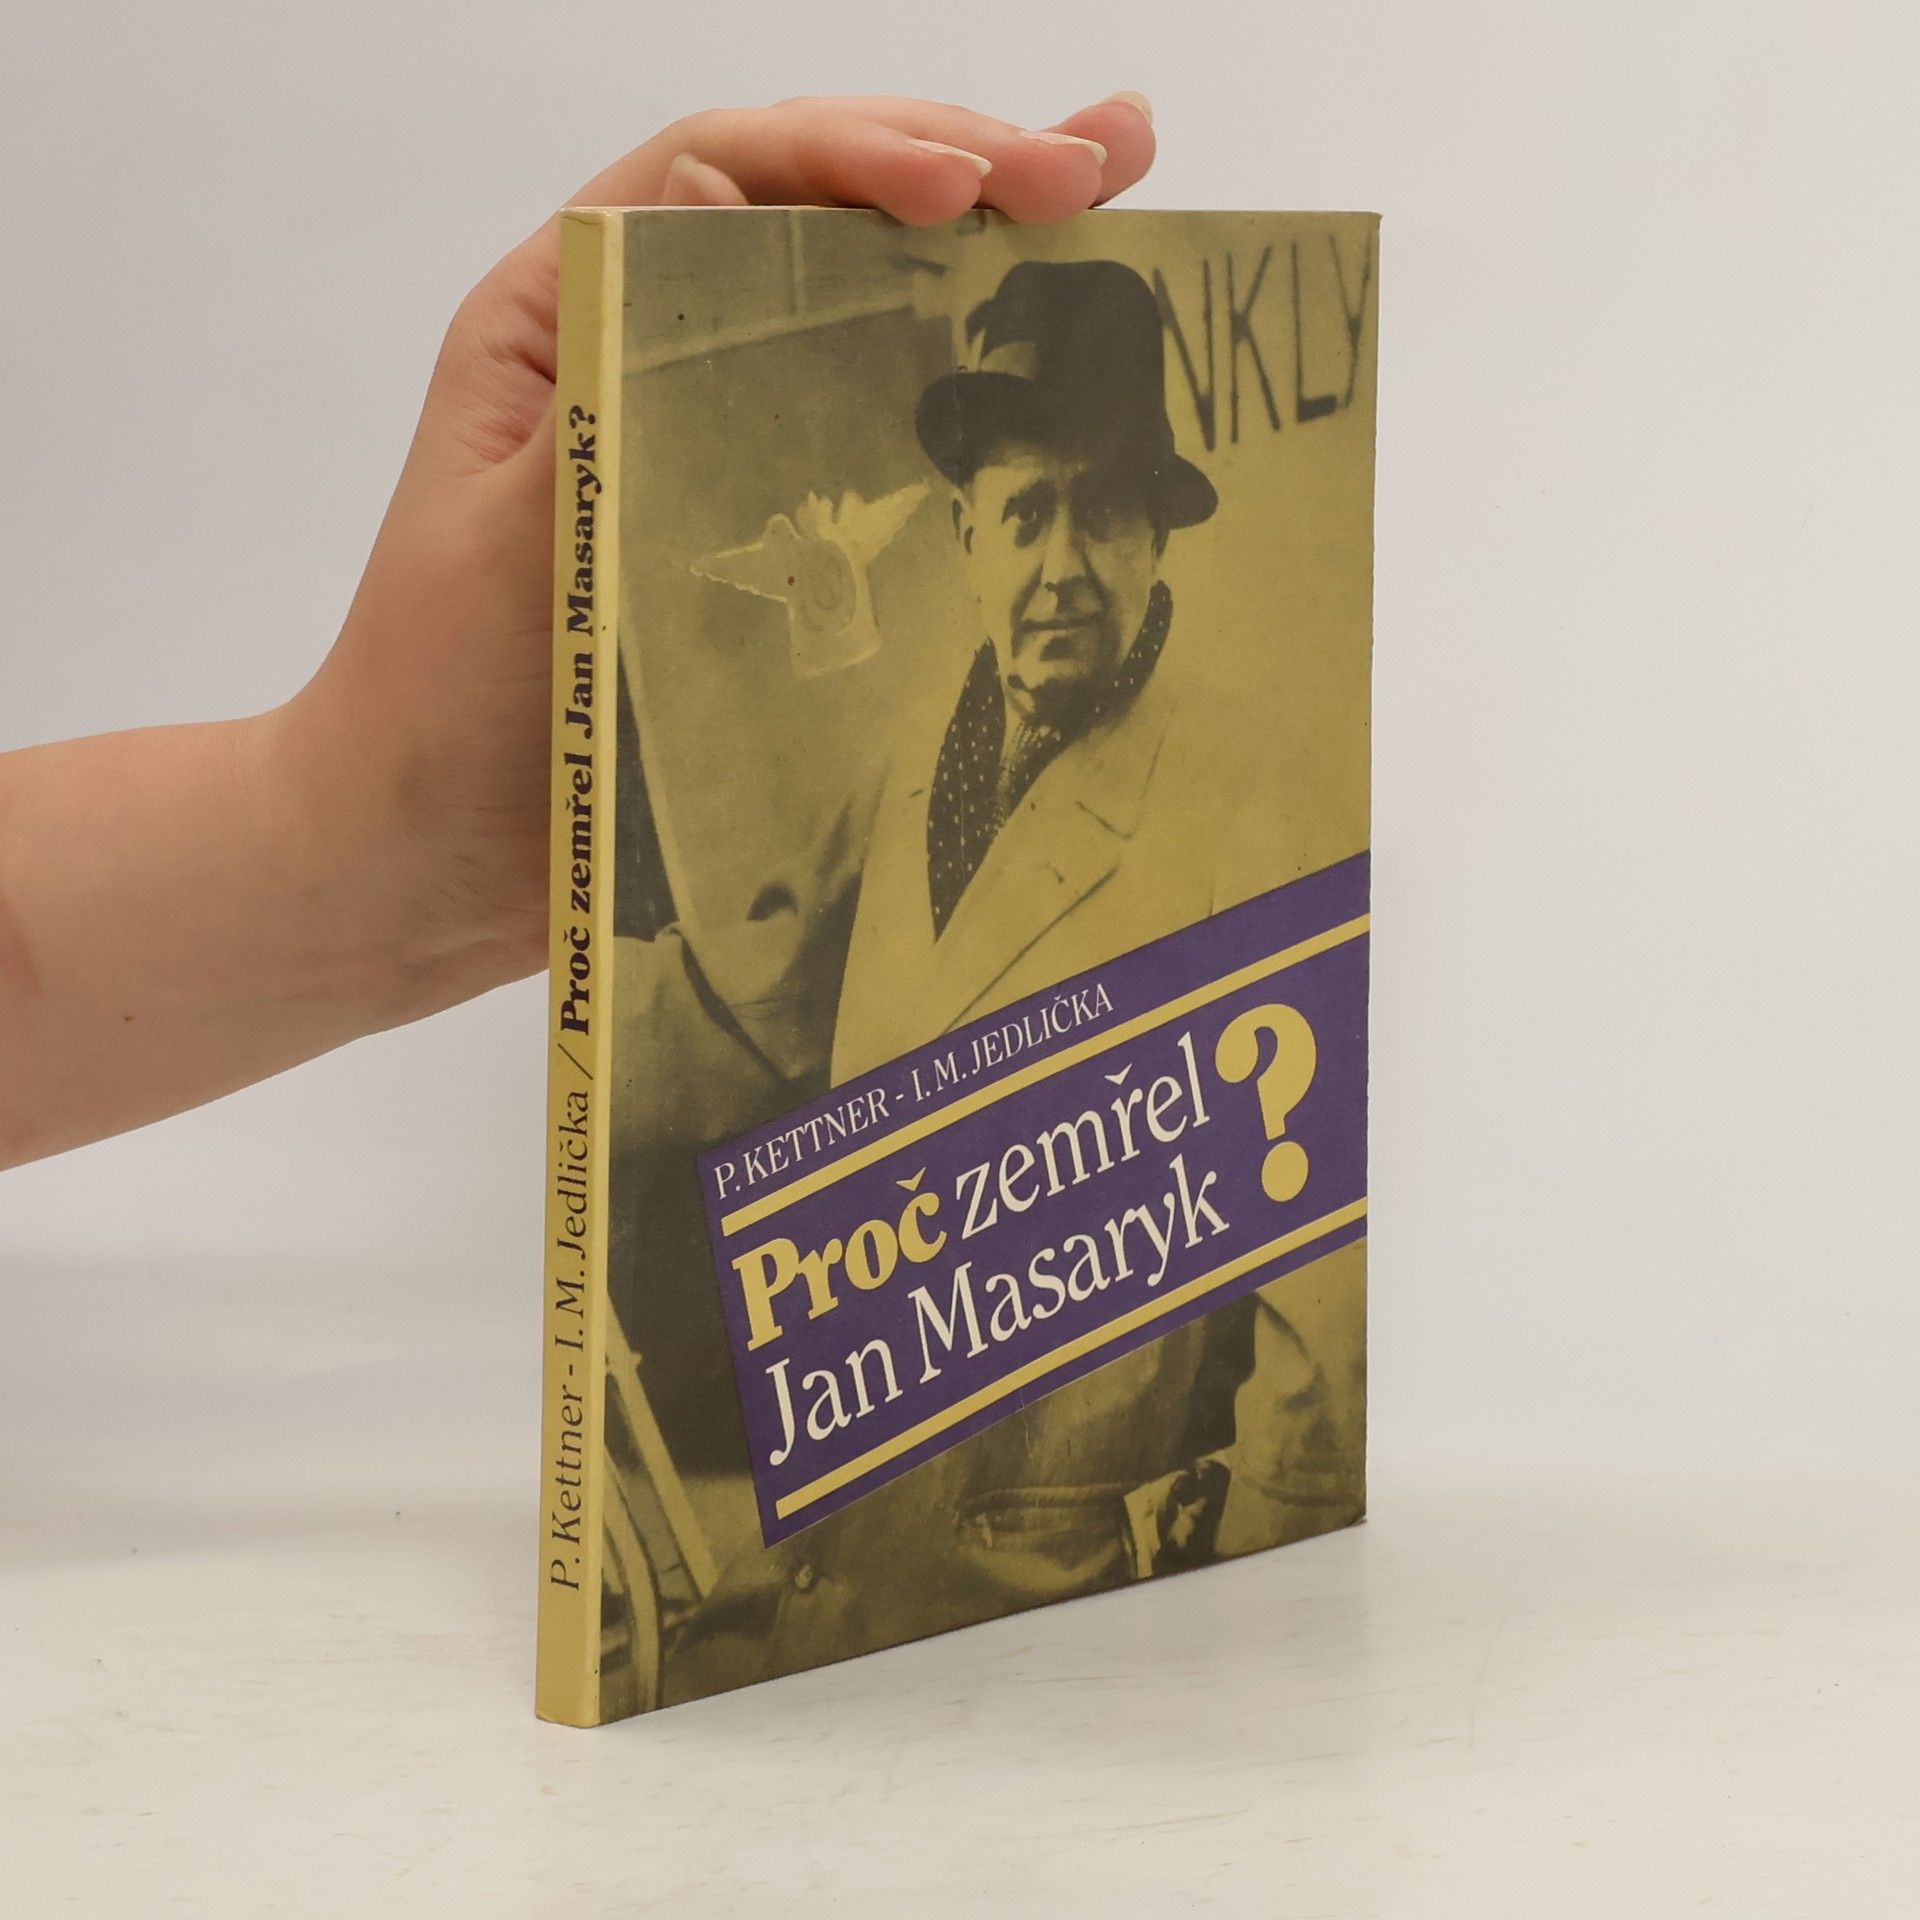 P. Kettner - I. M. Jedlička / Proč zemřel Jan Masaryk?
NKLY
P. KETTNER - I. M. JEDLIČKA
Proč zemřel
Jan Masaryk?